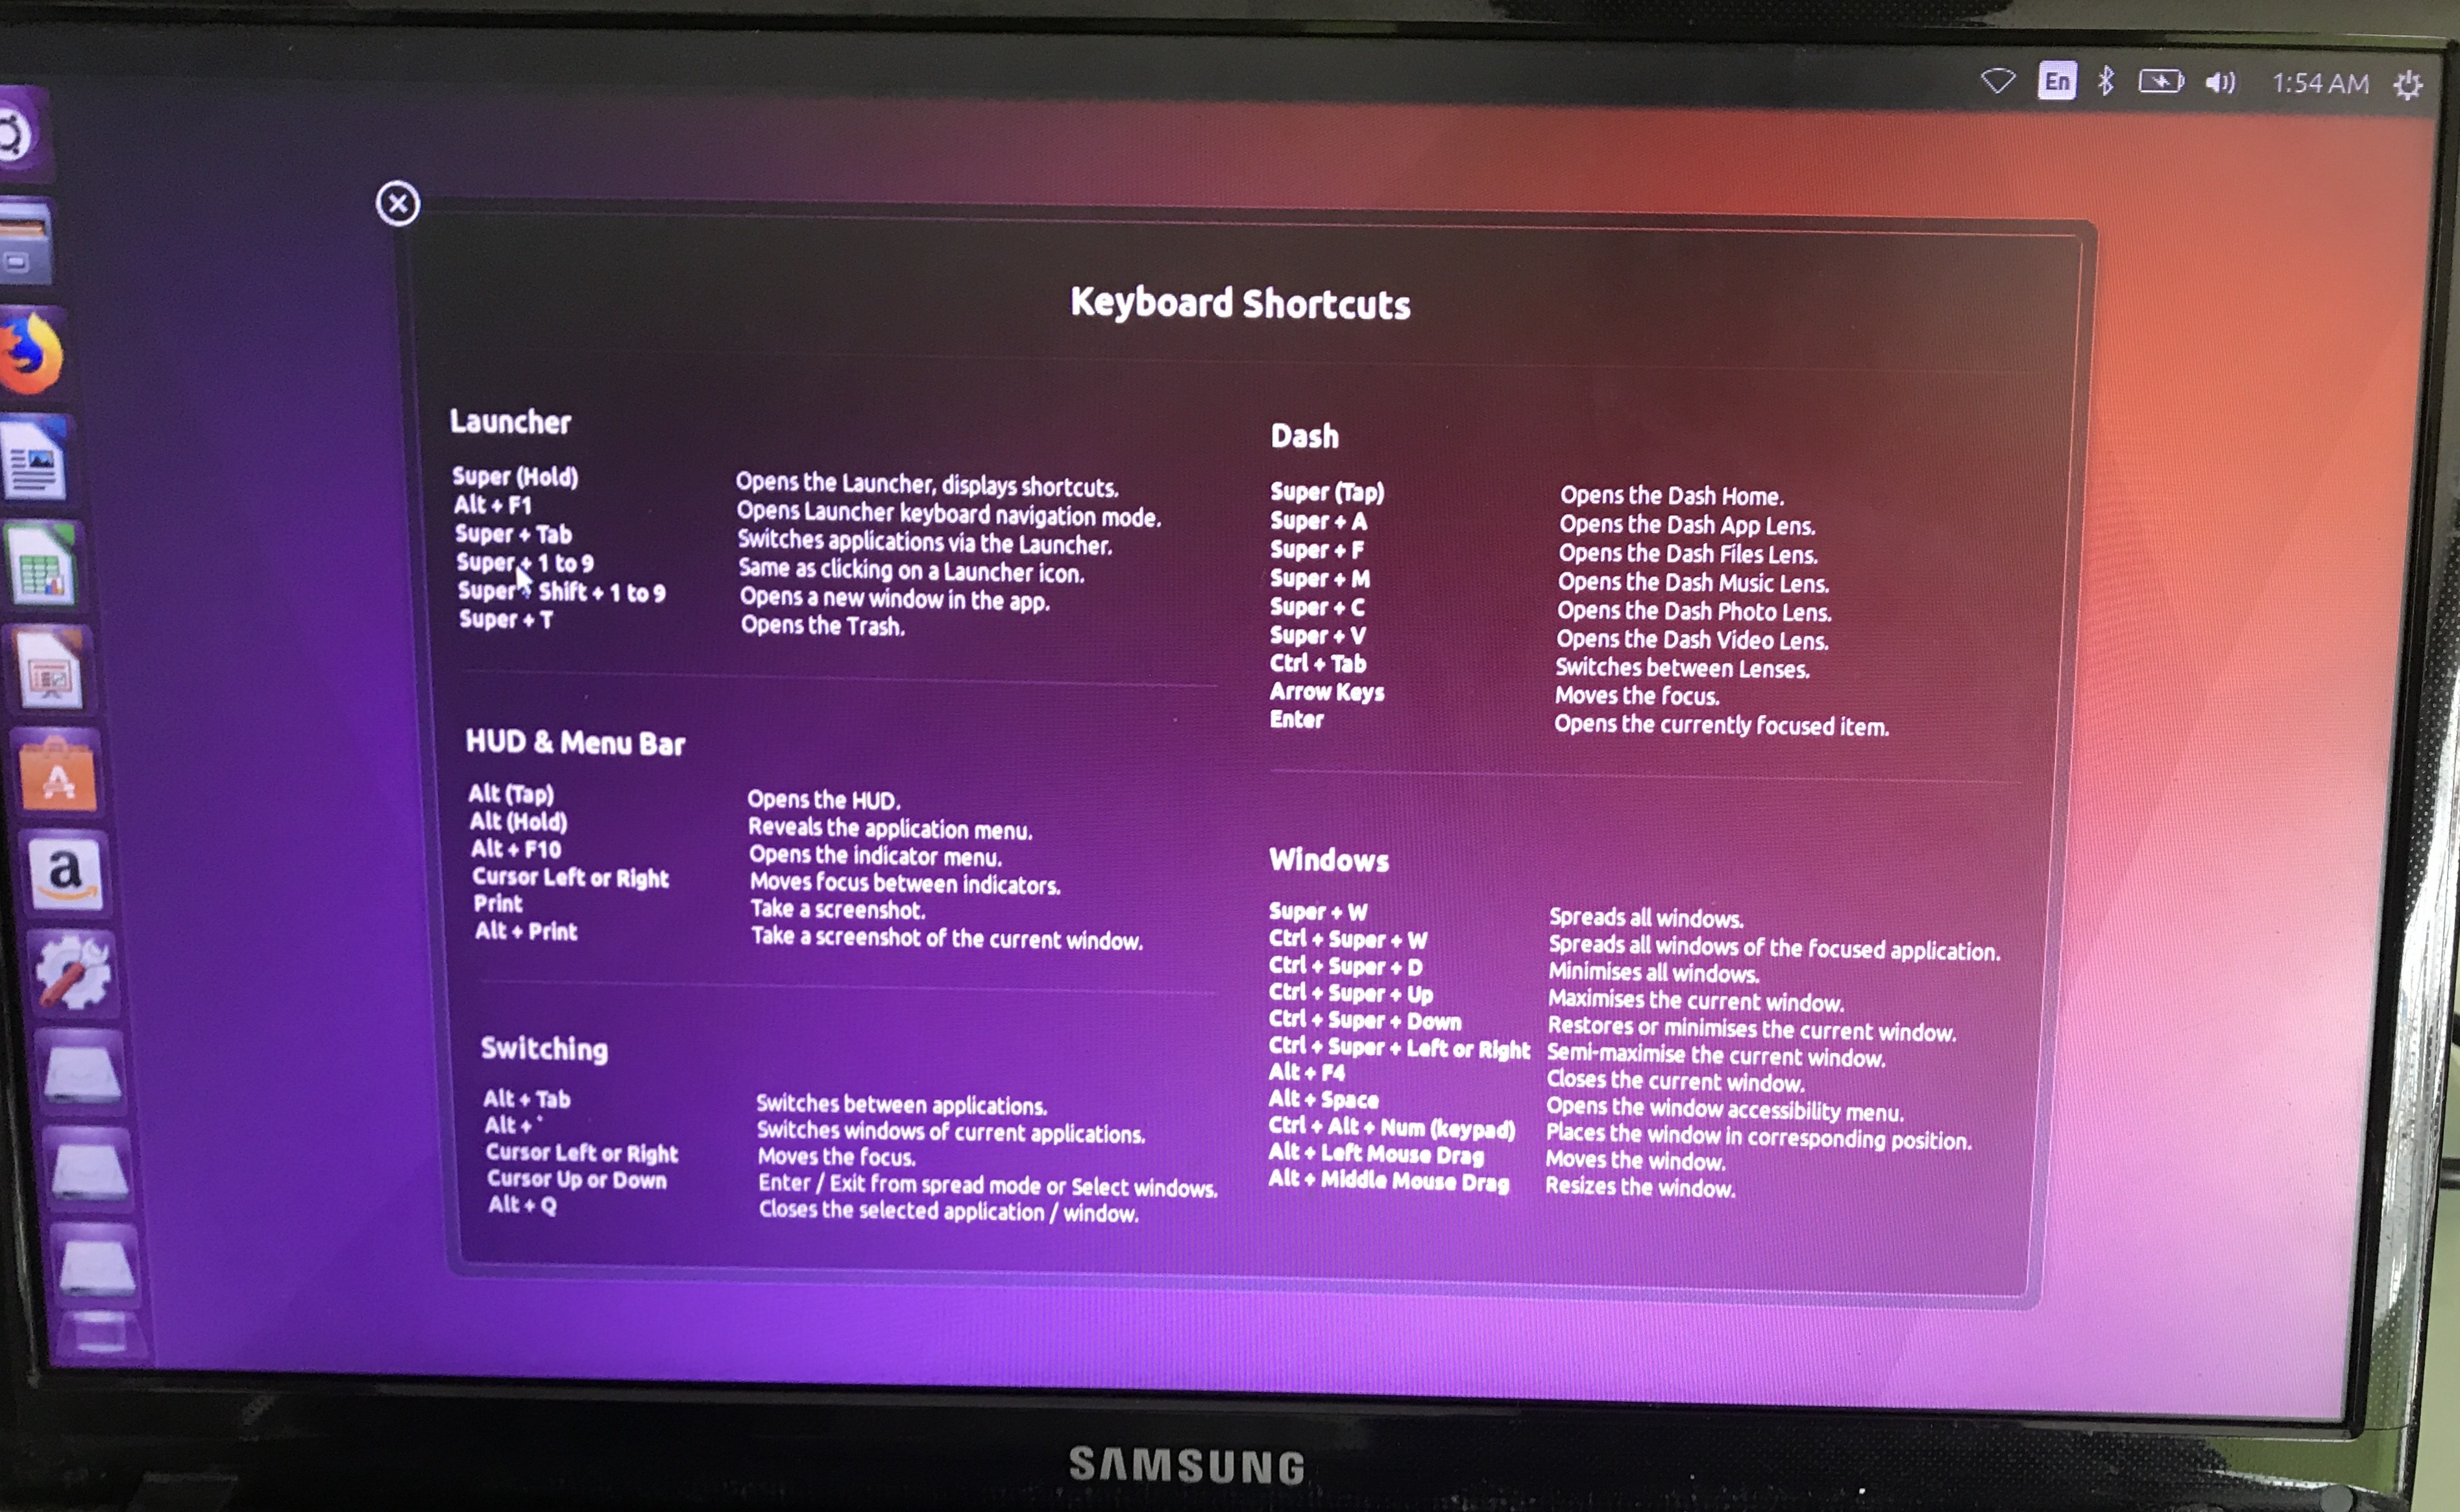 En
1:54 AM
Keyboard Shortcuts
Launcher
Super (Hold) Opens the Launcher, displays shortcuts.
Alt + F1 Opens Launcher keyboard navigation mode.
Super + Tab Switches applications via the Launcher.
Super + 1 to 9 Same as clicking on a Launcher icon.
Super + Shift + 1 to 9 Opens a new window in the app.
Super + T Opens the Trash.
HUD & Menu Bar
Alt (Tap) Opens the HUD.
Alt (Hold) Reveals the application menu.
Alt + F10 Opens the indicator menu.
Cursor Left or Right Moves focus between indicators.
Print Take a screenshot.
Alt + Print Take a screenshot of the current window.
Switching
Alt + Tab Switches between applications.
Alt + ` Switches windows of current applications.
Cursor Left or Right Moves the focus.
Cursor Up or Down Enter / Exit from spread mode or Select windows.
Alt + Q Closes the selected application / window.
Dash
Super (Tap) Opens the Dash Home.
Super + A Opens the Dash App Lens.
Super + F Opens the Dash Files Lens.
Super + M Opens the Dash Music Lens.
Super + C Opens the Dash Photo Lens.
Super + V Opens the Dash Video Lens.
Ctrl + Tab Switches between Lenses.
Arrow Keys Moves the focus.
Enter Opens the currently focused item.
Windows
Super + W Spreads all windows.
Ctrl + Super + W Spreads all windows of the focused application.
Ctrl + Super + D Minimises all windows.
Ctrl + Super + Up Maximises the current window.
Ctrl + Super + Down Restores or minimises the current window.
Ctrl + Super + Left or Right Semi-maximise the current window.
Alt + F4 Closes the current window.
Alt + Space Opens the window accessibility menu.
Ctrl + Alt + Num (keypad) Places the window in corresponding position.
Alt + Left Mouse Drag Moves the window.
Alt + Middle Mouse Drag Resizes the window.
a
SAMSUNG